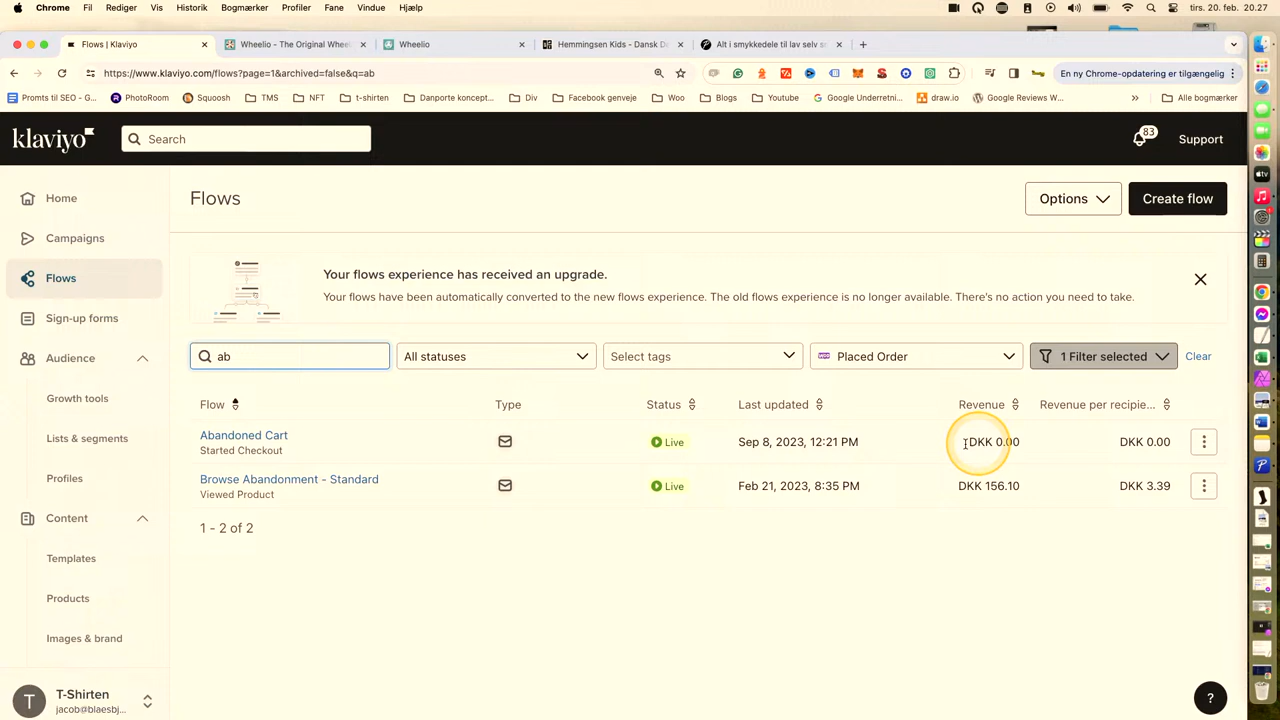 Chrome Fil Rediger Vis Historik Bogmærker Profiler Fane Vindue Hjælp tirs. 20. feb. 20.27
Flows | Klaviyo Wheelio - The Original Wheel Wheelio Hemmingsen Kids - Dansk De Alt i smykkedele til lav selv s
https://www.klaviyo.com/flows?page=1&archived=false&q=ab En ny Chrome-opdatering er tilgængelig
Promts til SEO - G... PhotoRoom Squoosh TMS NFT t-shirten Danporte koncept... Div Facebook genveje Woo Blogs Youtube Google Underretni... draw.io Google Reviews W... » Alle bogmærker
klaviyo Search 83 Support
Home
Campaigns
Flows
Sign-up forms
Audience
Growth tools
Lists & segments
Profiles
Content
Templates
Products
Images & brand
T T-Shirten
jacob@blaesbj...
Flows Options Create flow
Your flows experience has received an upgrade.
Your flows have been automatically converted to the new flows experience. The old flows experience is no longer available. There's no action you need to take.
ab All statuses Select tags Placed Order 1 Filter selected Clear
Flow Type Status Last updated Revenue Revenue per recipie...
Abandoned Cart Live Sep 8, 2023, 12:21 PM DKK 0.00 DKK 0.00
Started Checkout
Browse Abandonment - Standard Live Feb 21, 2023, 8:35 PM DKK 156.10 DKK 3.39
Viewed Product
1 - 2 of 2
?